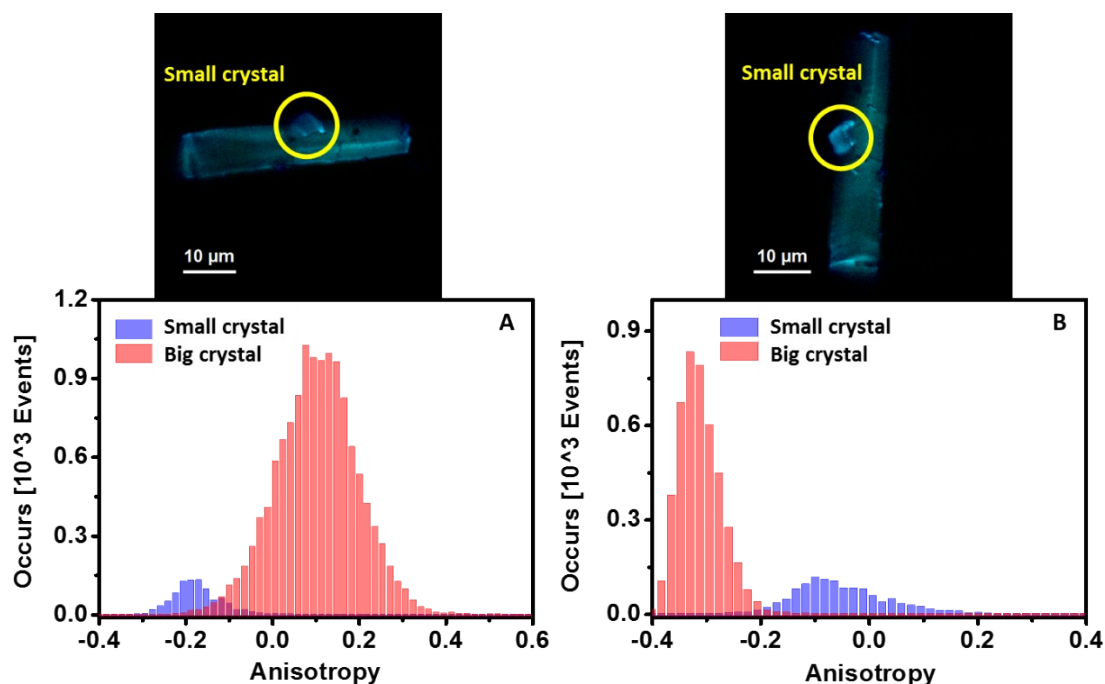 Small crystal
10 µm
Small crystal
10 µm
Occurs [10^3 Events]
1.2
0.9
0.6
0.3
0.0
Small crystal
Big crystal
A
-0.4
-0.2
0.0
0.2
0.4
0.6
Anisotropy
Occurs [10^3 Events]
0.9
0.6
0.3
0.0
Small crystal
Big crystal
B
-0.4
-0.2
0.0
0.2
0.4
Anisotropy